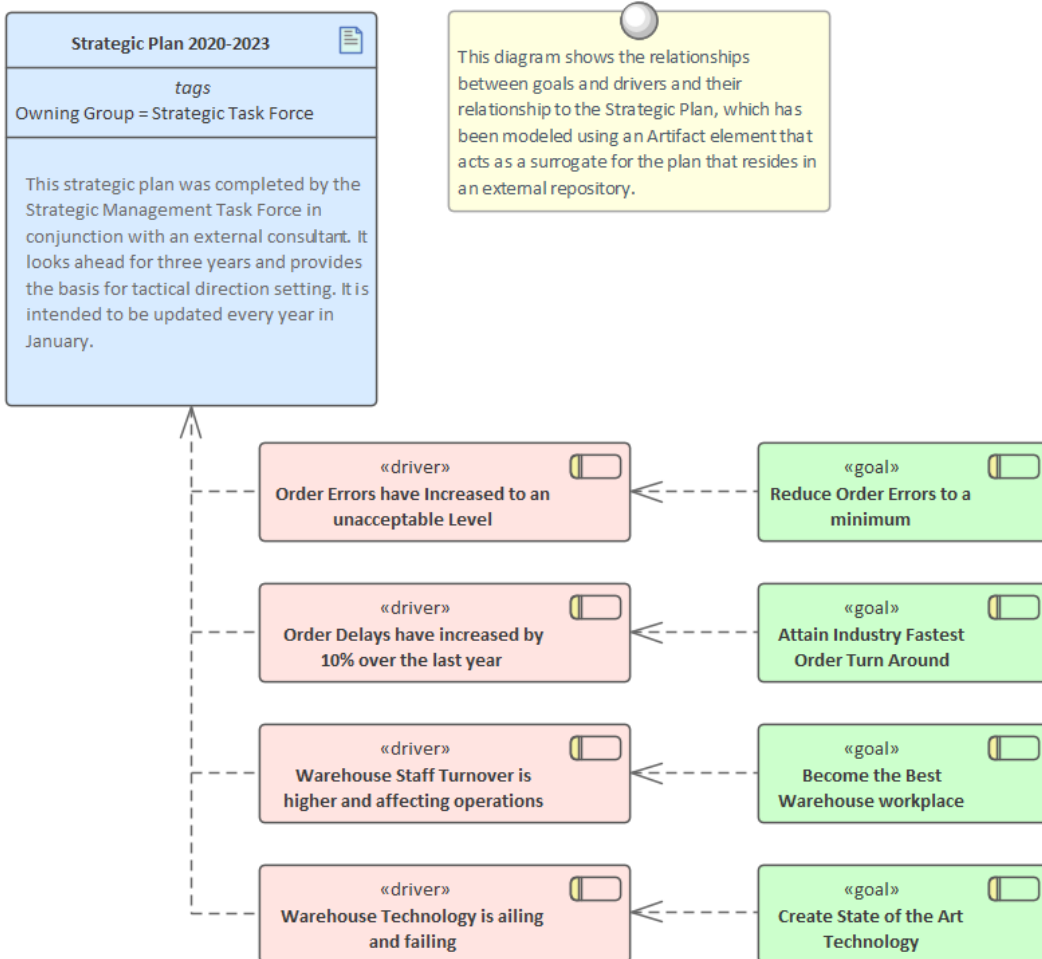 Strategic Plan 2020-2023
tags
Owning Group = Strategic Task Force
This strategic plan was completed by the
Strategic Management Task Force in
conjunction with an external consultant. It
looks ahead for three years and provides
the basis for tactical direction setting. It is
intended to be updated every year in
January.
This diagram shows the relationships
between goals and drivers and their
relationship to the Strategic Plan, which has
been modeled using an Artifact element that
acts as a surrogate for the plan that resides in
an external repository.
«driver»
Order Errors have Increased to an
unacceptable Level
«goal»
Reduce Order Errors to a
minimum
«driver»
Order Delays have increased by
10% over the last year
«goal»
Attain Industry Fastest
Order Turn Around
«driver»
Warehouse Staff Turnover is
higher and affecting operations
«goal»
Become the Best
Warehouse workplace
«driver»
Warehouse Technology is ailing
and failing
«goal»
Create State of the Art
Technology